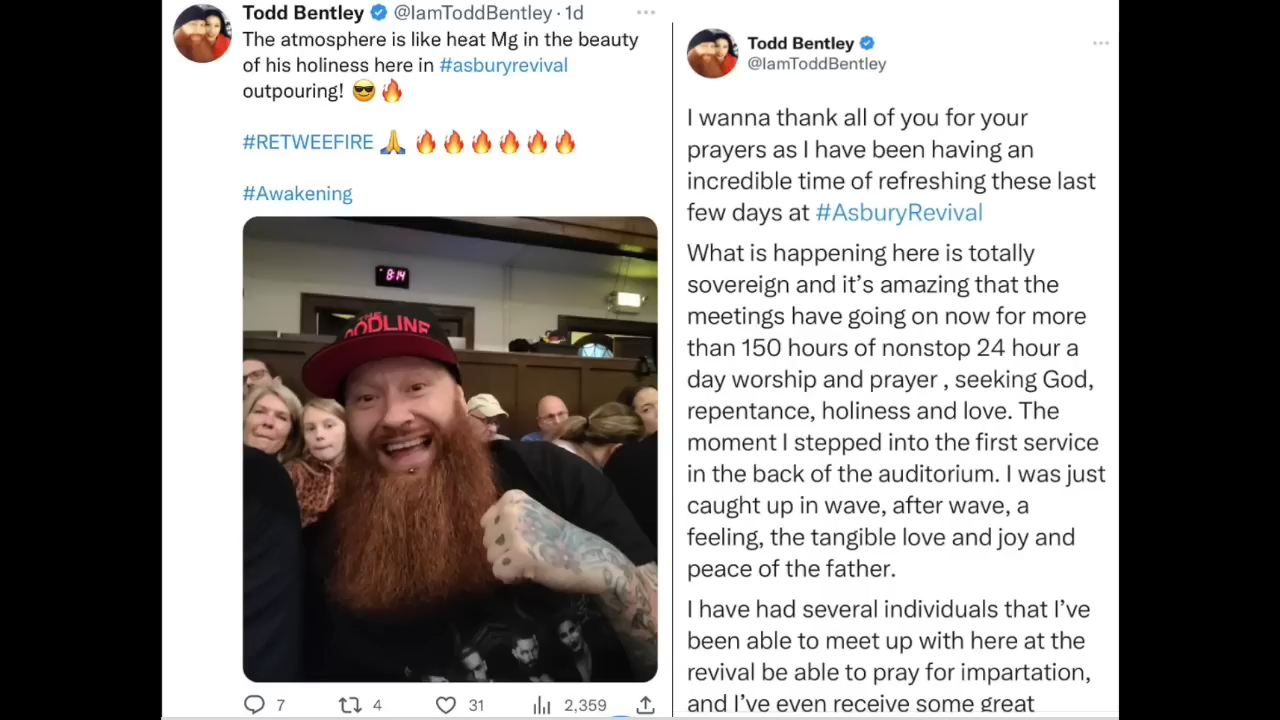 Todd Bentley @IamToddBentley · 1d
The atmosphere is like heat Mg in the beauty
of his holiness here in #asburyrevival
outpouring! 😎🔥
#RETWEEFIRE 🙏 🔥🔥🔥🔥🔥🔥
#Awakening
8:14
ODLINE
7 4 31 2,359
Todd Bentley
@IamToddBentley
I wanna thank all of you for your
prayers as I have been having an
incredible time of refreshing these last
few days at #AsburyRevival
What is happening here is totally
sovereign and it’s amazing that the
meetings have going on now for more
than 150 hours of nonstop 24 hour a
day worship and prayer , seeking God,
repentance, holiness and love. The
moment I stepped into the first service
in the back of the auditorium. I was just
caught up in wave, after wave, a
feeling, the tangible love and joy and
peace of the father.
I have had several individuals that I’ve
been able to meet up with here at the
revival be able to pray for impartation,
and I’ve even receive some great